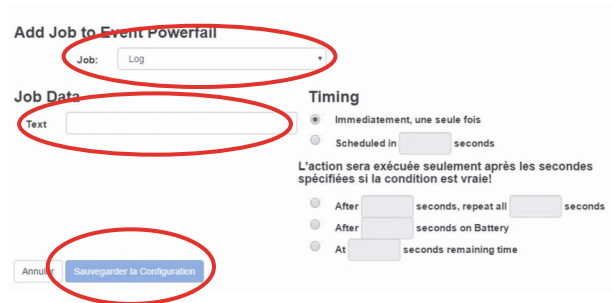 Add Job to Event Powerfail
Job: Log
Job Data
Text
Timing
Immediatement, une seule fois
Scheduled in seconds
L'action sera exécuée seulement après les secondes
spécifiées si la condition est vraie!
After seconds, repeat all seconds
After seconds on Battery
At seconds remaining time
Annuler Sauvegarder la Configuration